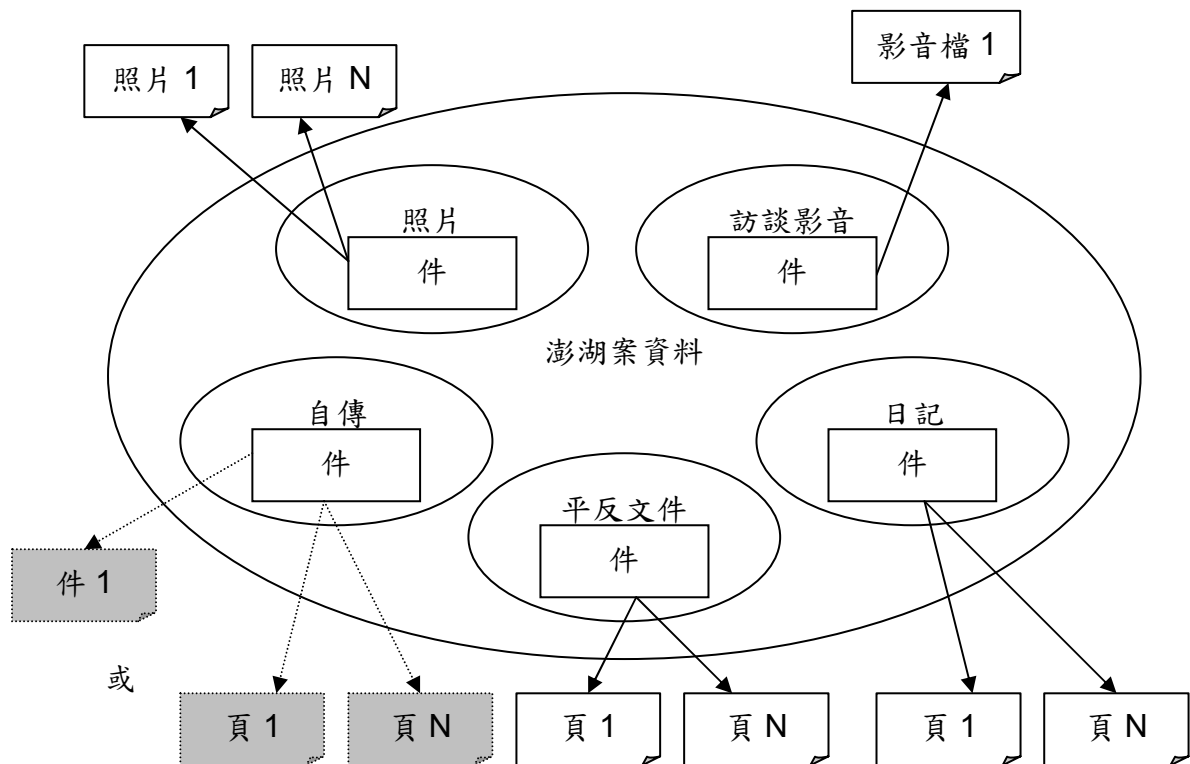 照片 1
照片 N
影音檔 1
照片
件
訪談影音
件
澎湖案資料
自傳
件
日記
件
平反文件
件
件 1
或
頁 1
頁 N
頁 1
頁 N
頁 1
頁 N